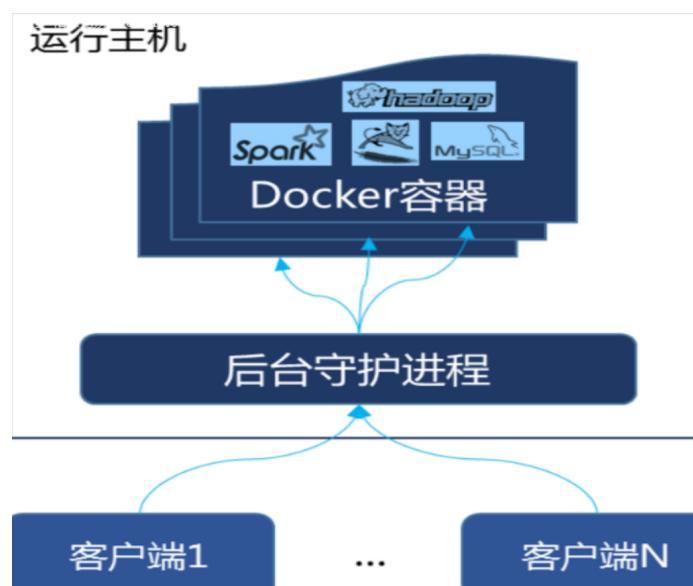 运行主机
hadoop
Spark
MySQL
Docker容器
后台守护进程
客户端1
...
客户端N